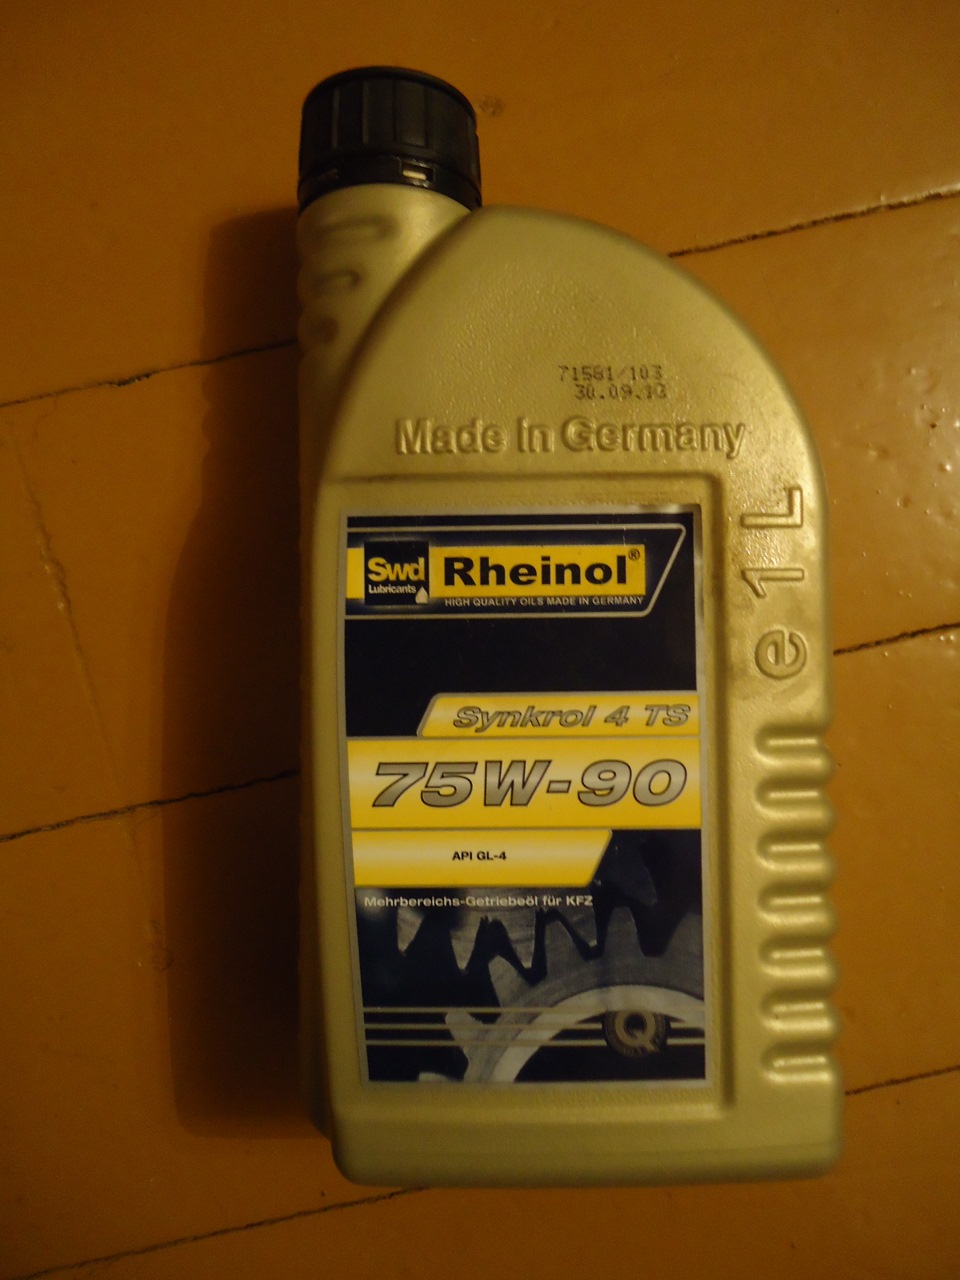 71581/103
30.09.13
Made in Germany
e 1 L
Swd
Lubricants
Rheinol®
HIGH QUALITY OILS MADE IN GERMANY
Synkrol 4 TS
75W-90
API GL-4
Mehrbereichs-Getriebeöl für KFZ
Q